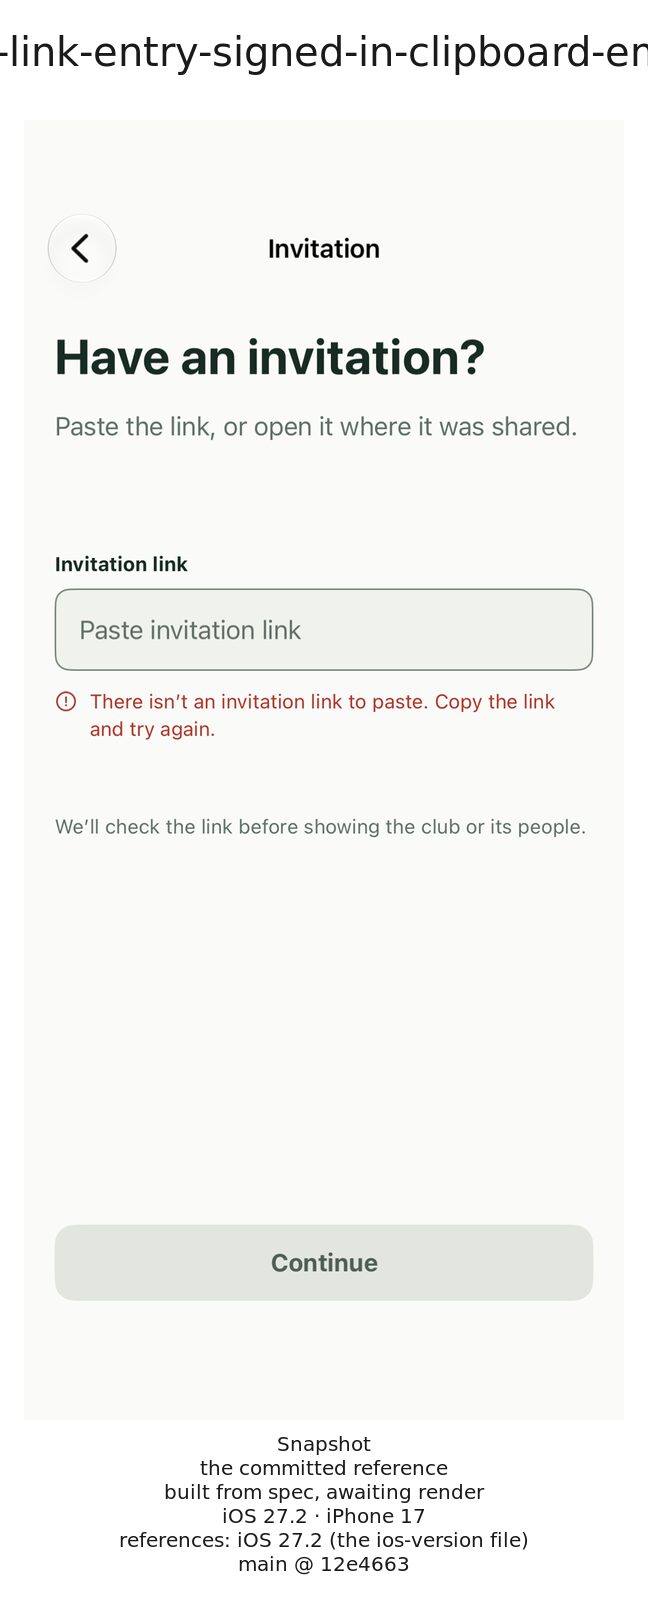 -link-entry-signed-in-clipboard-en
Invitation
Have an invitation?
Paste the link, or open it where it was shared.
Invitation link
Paste invitation link
There isn’t an invitation link to paste. Copy the link
and try again.
We’ll check the link before showing the club or its people.
Continue
Snapshot
the committed reference
built from spec, awaiting render
iOS 27.2 · iPhone 17
references: iOS 27.2 (the ios-version file)
main @ 12e4663